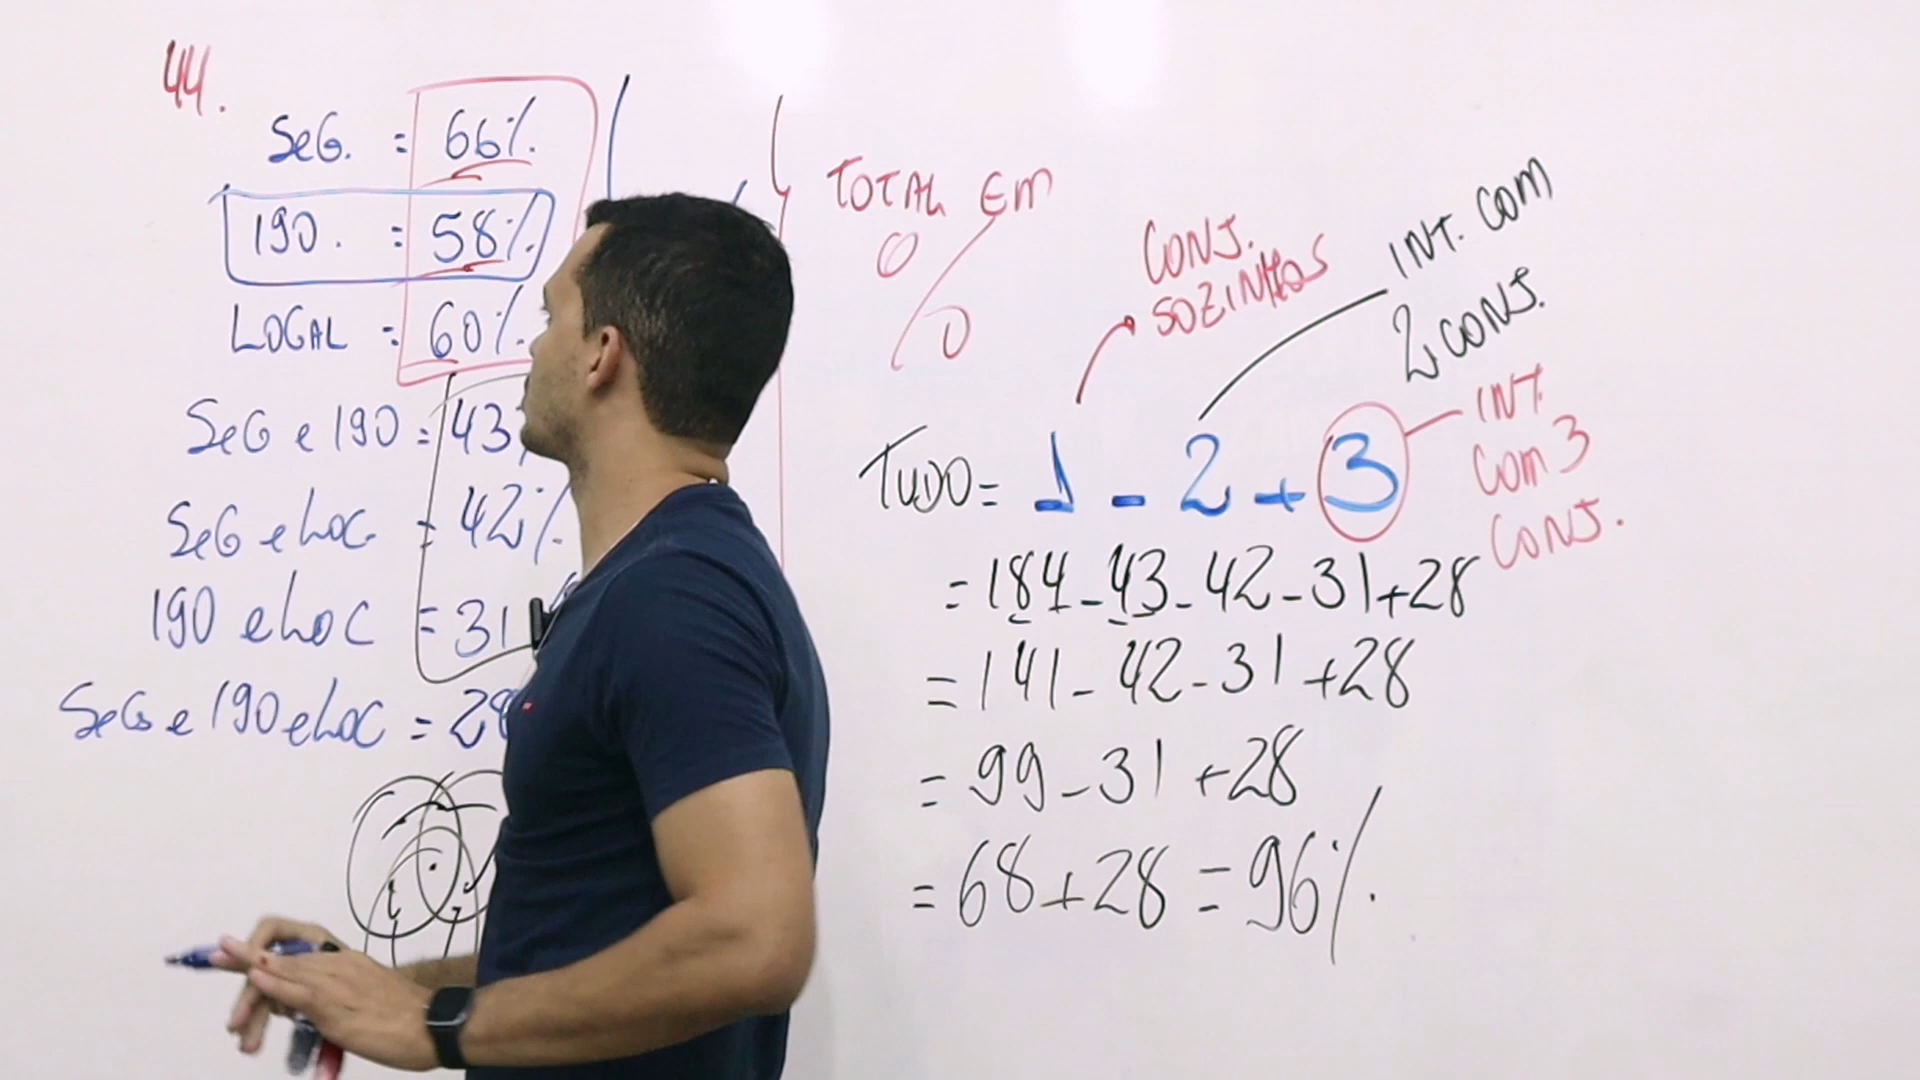 44.
SEG. = 66%.
190. = 58%.
LOCAL = 60%.
SEG e 190 = 43
SEG e LOC = 42%
190 e LOC = 31
SEG e 190 e LOC = 28
TOTAL EM
%
CONJ.
SOZINHOS
INT. COM
2 CONJ.
INT.
COM 3
CONJ.
TUDO = 1 - 2 + 3
= 184 - 43 - 42 - 31 + 28
= 141 - 42 - 31 + 28
= 99 - 31 + 28
= 68 + 28 = 96%.